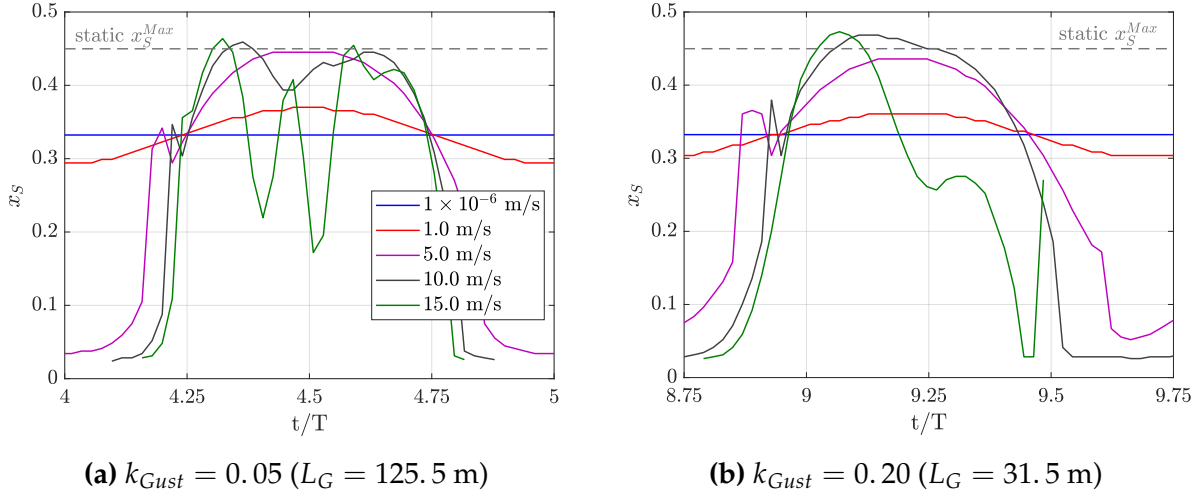 0.5
0.4
0.3
0.2
0.1
0
x_S
static x_S^Max
1 × 10^-6 m/s
1.0 m/s
5.0 m/s
10.0 m/s
15.0 m/s
4 4.25 4.5 4.75 5
t/T
(a) k_Gust = 0.05 (L_G = 125.5 m)
0.5
0.4
0.3
0.2
0.1
0
x_S
static x_S^Max
8.75 9 9.25 9.5 9.75
t/T
(b) k_Gust = 0.20 (L_G = 31.5 m)